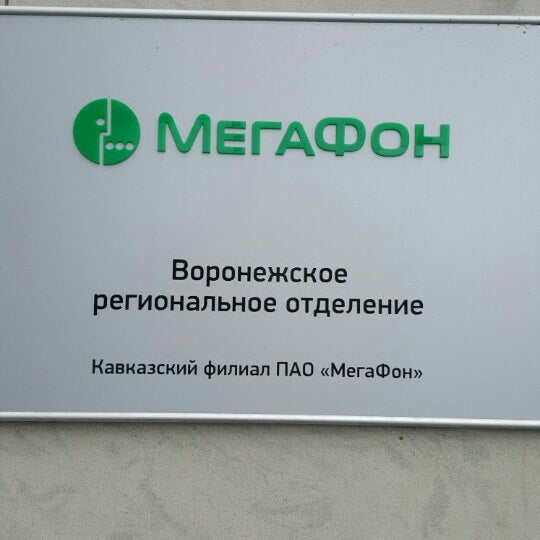 МЕГАФОН
Воронежское
региональное отделение
Кавказский филиал ПАО «МегаФон»